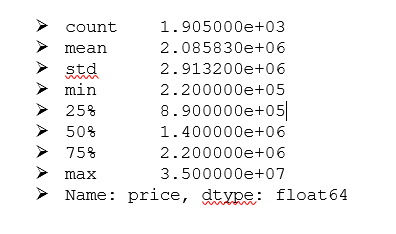 ➢ count    1.905000e+03
➢ mean     2.085830e+06
➢ std      2.913200e+06
➢ min      2.200000e+05
➢ 25%      8.900000e+05
➢ 50%      1.400000e+06
➢ 75%      2.200000e+06
➢ max      3.500000e+07
➢ Name: price, dtype: float64